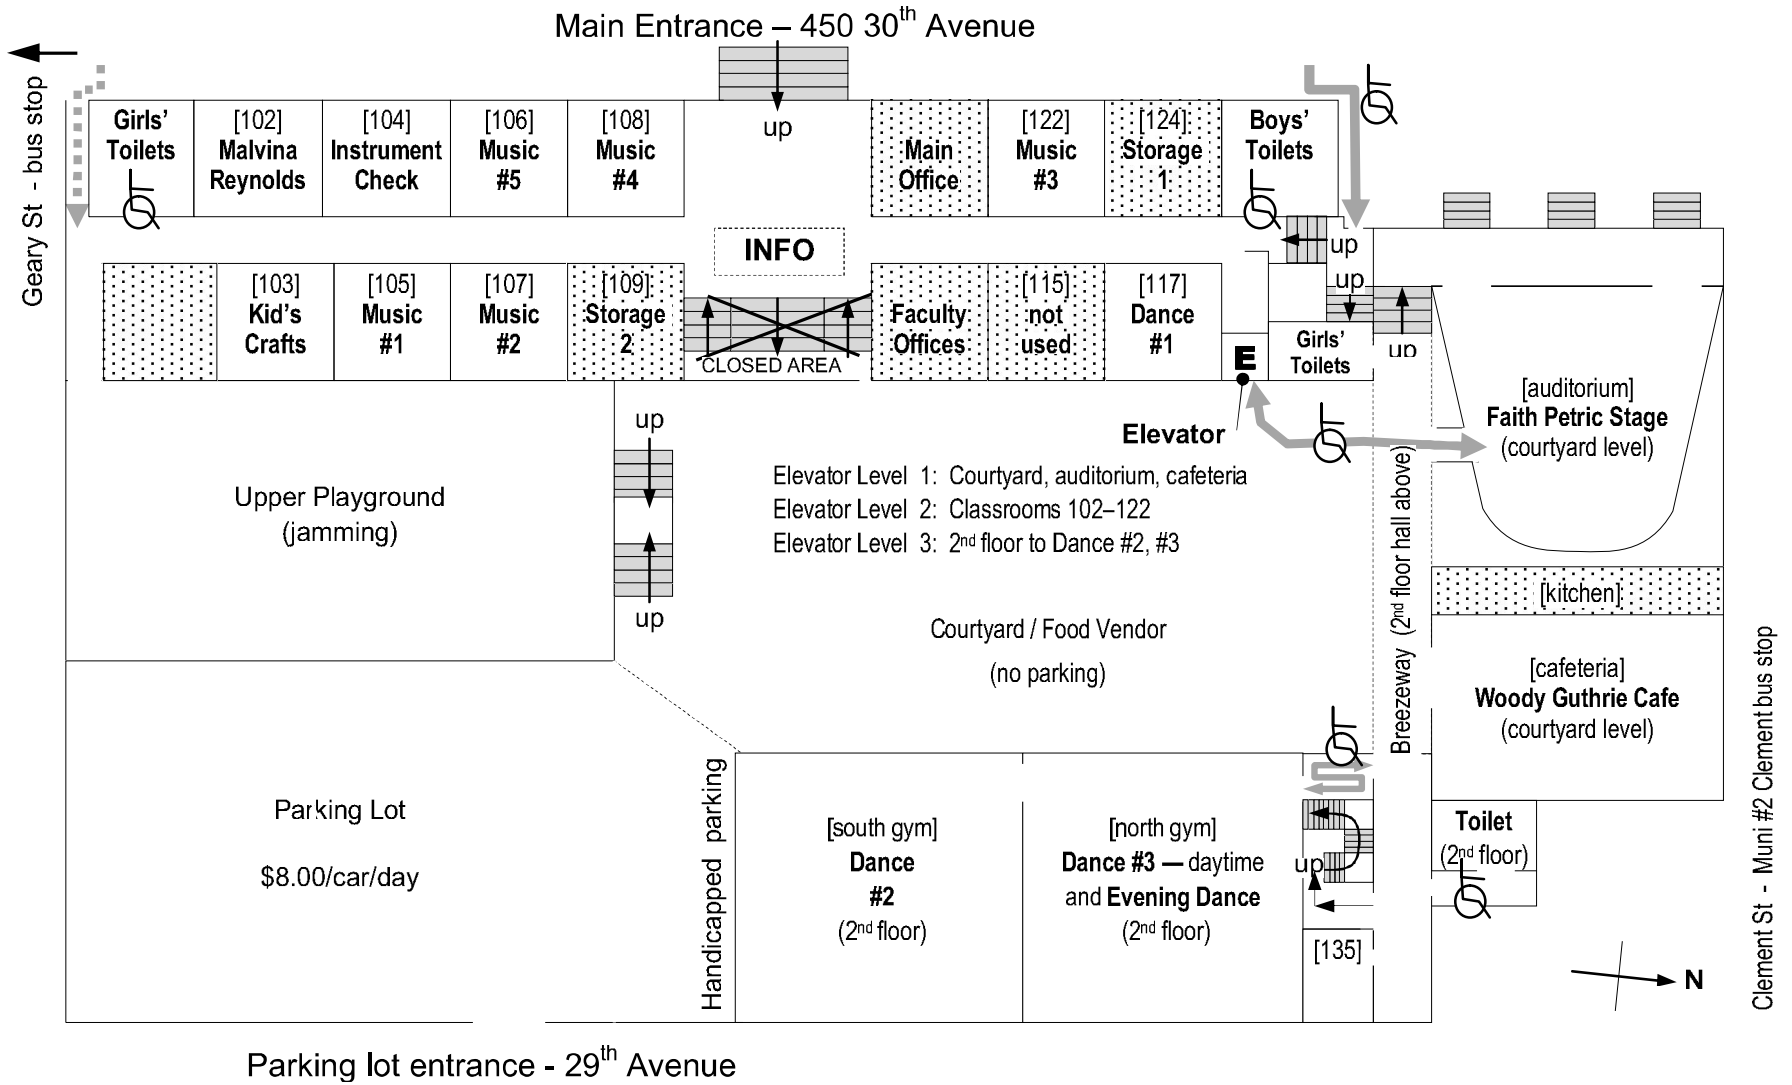 Main Entrance – 450 30th Avenue
Geary St - bus stop
up
Girls'
Toilets
[102]
Malvina
Reynolds
[104]
Instrument
Check
[106]
Music
#5
[108]
Music
#4
Main
Office
[122]
Music
#3
[124]
Storage
1
Boys'
Toilets
INFO
up
up
up
[103]
Kid's
Crafts
[105]
Music
#1
[107]
Music
#2
[109]
Storage
2
CLOSED AREA
Faculty
Offices
[115]
not
used
[117]
Dance
#1
E
Girls'
Toilets
Elevator
[auditorium]
Faith Petric Stage
(courtyard level)
up
up
Upper Playground
(jamming)
Elevator Level 1: Courtyard, auditorium, cafeteria
Elevator Level 2: Classrooms 102–122
Elevator Level 3: 2nd floor to Dance #2, #3
Courtyard / Food Vendor
(no parking)
Breezeway (2nd floor hall above)
[kitchen]
[cafeteria]
Woody Guthrie Cafe
(courtyard level)
Clement St - Muni #2 Clement bus stop
Parking Lot
$8.00/car/day
Handicapped parking
[south gym]
Dance
#2
(2nd floor)
[north gym]
Dance #3 — daytime
and Evening Dance
(2nd floor)
up
[135]
Toilet
(2nd floor)
N
Parking lot entrance - 29th Avenue